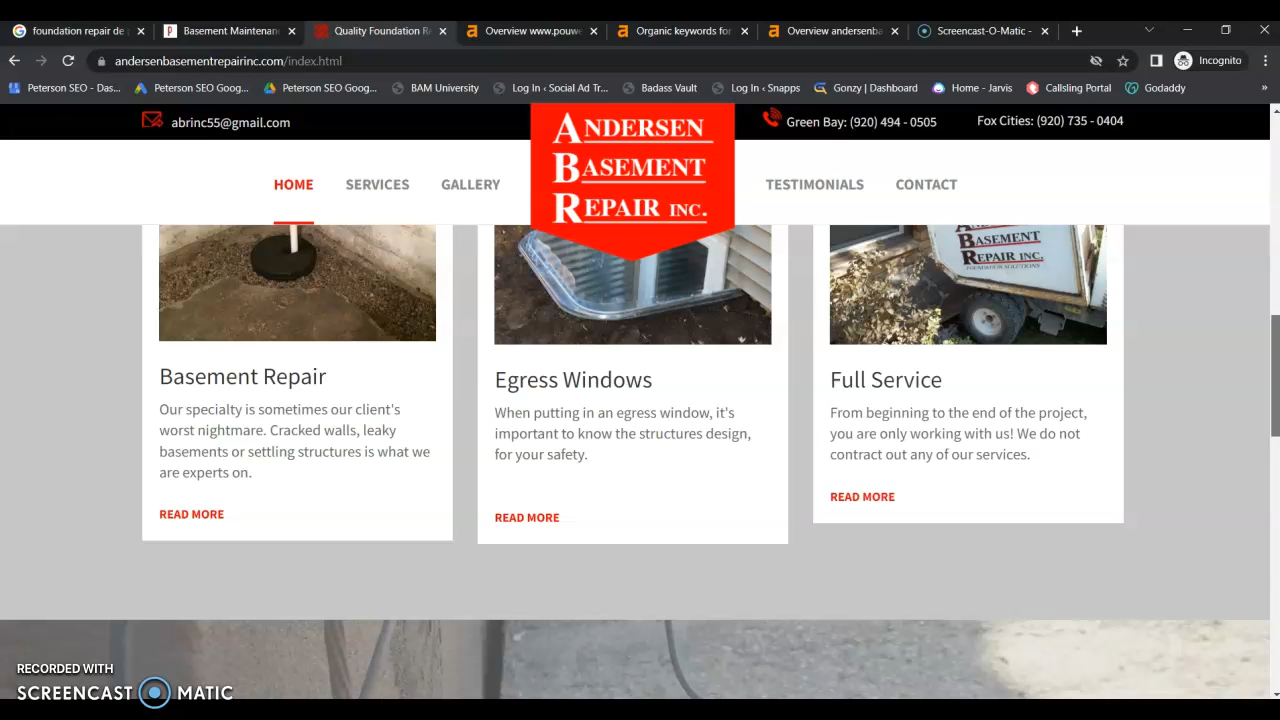 foundation repair de
Basement Maintenan
Quality Foundation R
Overview www.pouwe
Organic keywords for
Overview andersenba
Screencast-O-Matic -
andersenbasementrepairinc.com/index.html
Incognito
Peterson SEO - Das...
Peterson SEO Goog...
Peterson SEO Goog...
BAM University
Log In ‹ Social Ad Tr...
Badass Vault
Log In ‹ Snapps
Gonzy | Dashboard
Home - Jarvis
Callsling Portal
Godaddy
»
abrinc55@gmail.com
Green Bay: (920) 494 - 0505
Fox Cities: (920) 735 - 0404
HOME
SERVICES
GALLERY
ANDERSEN
BASEMENT
REPAIR INC.
TESTIMONIALS
CONTACT
BASEMENT
REPAIR INC.
FOUNDATION SOLUTIONS
Basement Repair
Our specialty is sometimes our client's
worst nightmare. Cracked walls, leaky
basements or settling structures is what we
are experts on.
READ MORE
Egress Windows
When putting in an egress window, it's
important to know the structures design,
for your safety.
READ MORE
Full Service
From beginning to the end of the project,
you are only working with us! We do not
contract out any of our services.
READ MORE
RECORDED WITH
SCREENCAST MATIC